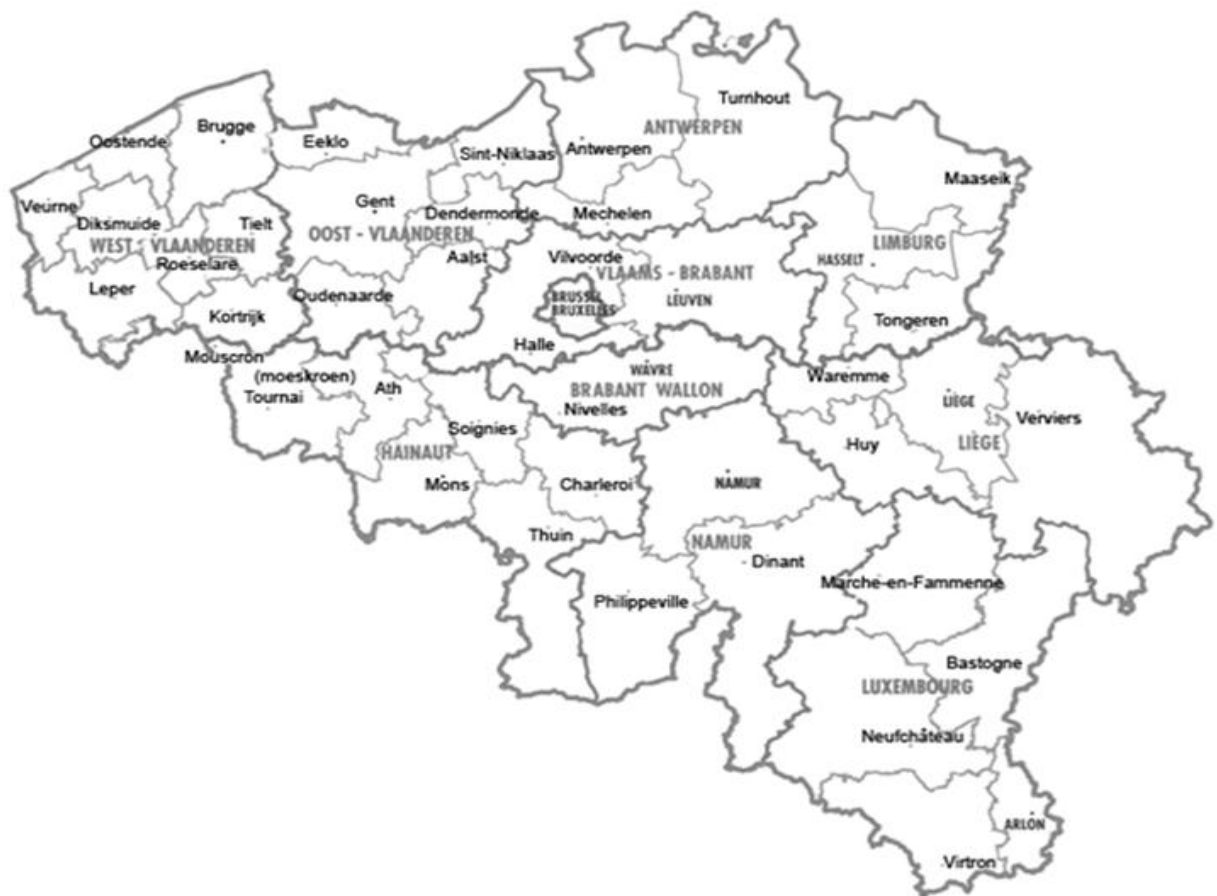 Turnhout
Brugge
ANTWERPEN
Oostende
Eeklo
Antwerpen
Sint-Niklaas
Maaseik
Veurne
Gent
Diksmuide
Tielt
Dendermonde
Mechelen
WEST - VLAANDEREN
OOST - VLAANDEREN
LIMBURG
Roeselare
Aalst
Vilvoorde
HASSELT
VLAAMS - BRABANT
Leper
Oudenaarde
BRUSSEL
BRUXELLES
LEUVEN
Kortrijk
Tongeren
Halle
Mouscron
(moeskroen)
WAVRE
Waremme
Tournai
Ath
BRABANT WALLON
Nivelles
LIEGE
Verviers
Soignies
HAINAUT
Huy
LIÈGE
Mons
Charleroi
NAMUR
Thuin
NAMUR
Dinant
Marche-en-Fammenne
Philippeville
Bastogne
LUXEMBOURG
Neufchâteau
ARLON
Virtron